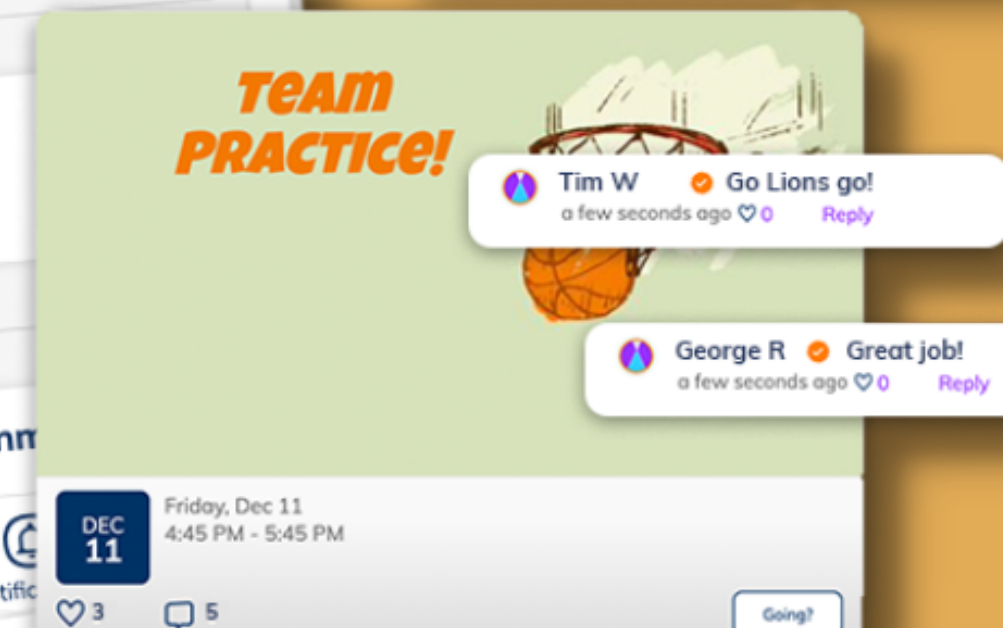 TEAM
PRACTICE!
Tim W Go Lions go!
a few seconds ago 0 Reply
George R Great job!
a few seconds ago 0 Reply
DEC
11
Friday, Dec 11
4:45 PM - 5:45 PM
3 5
Going?